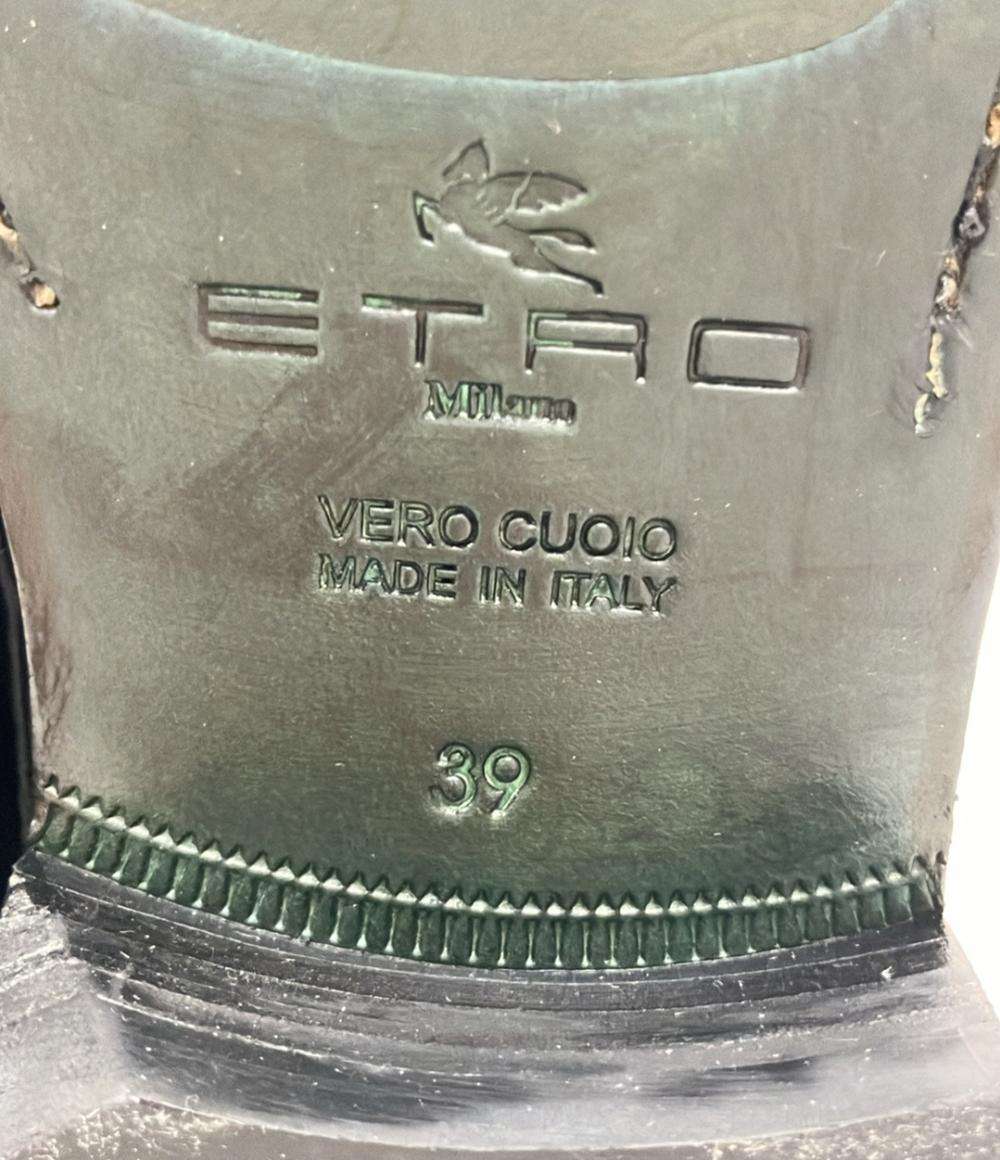 ETRO
Milano
VERO CUOIO
MADE IN ITALY
39